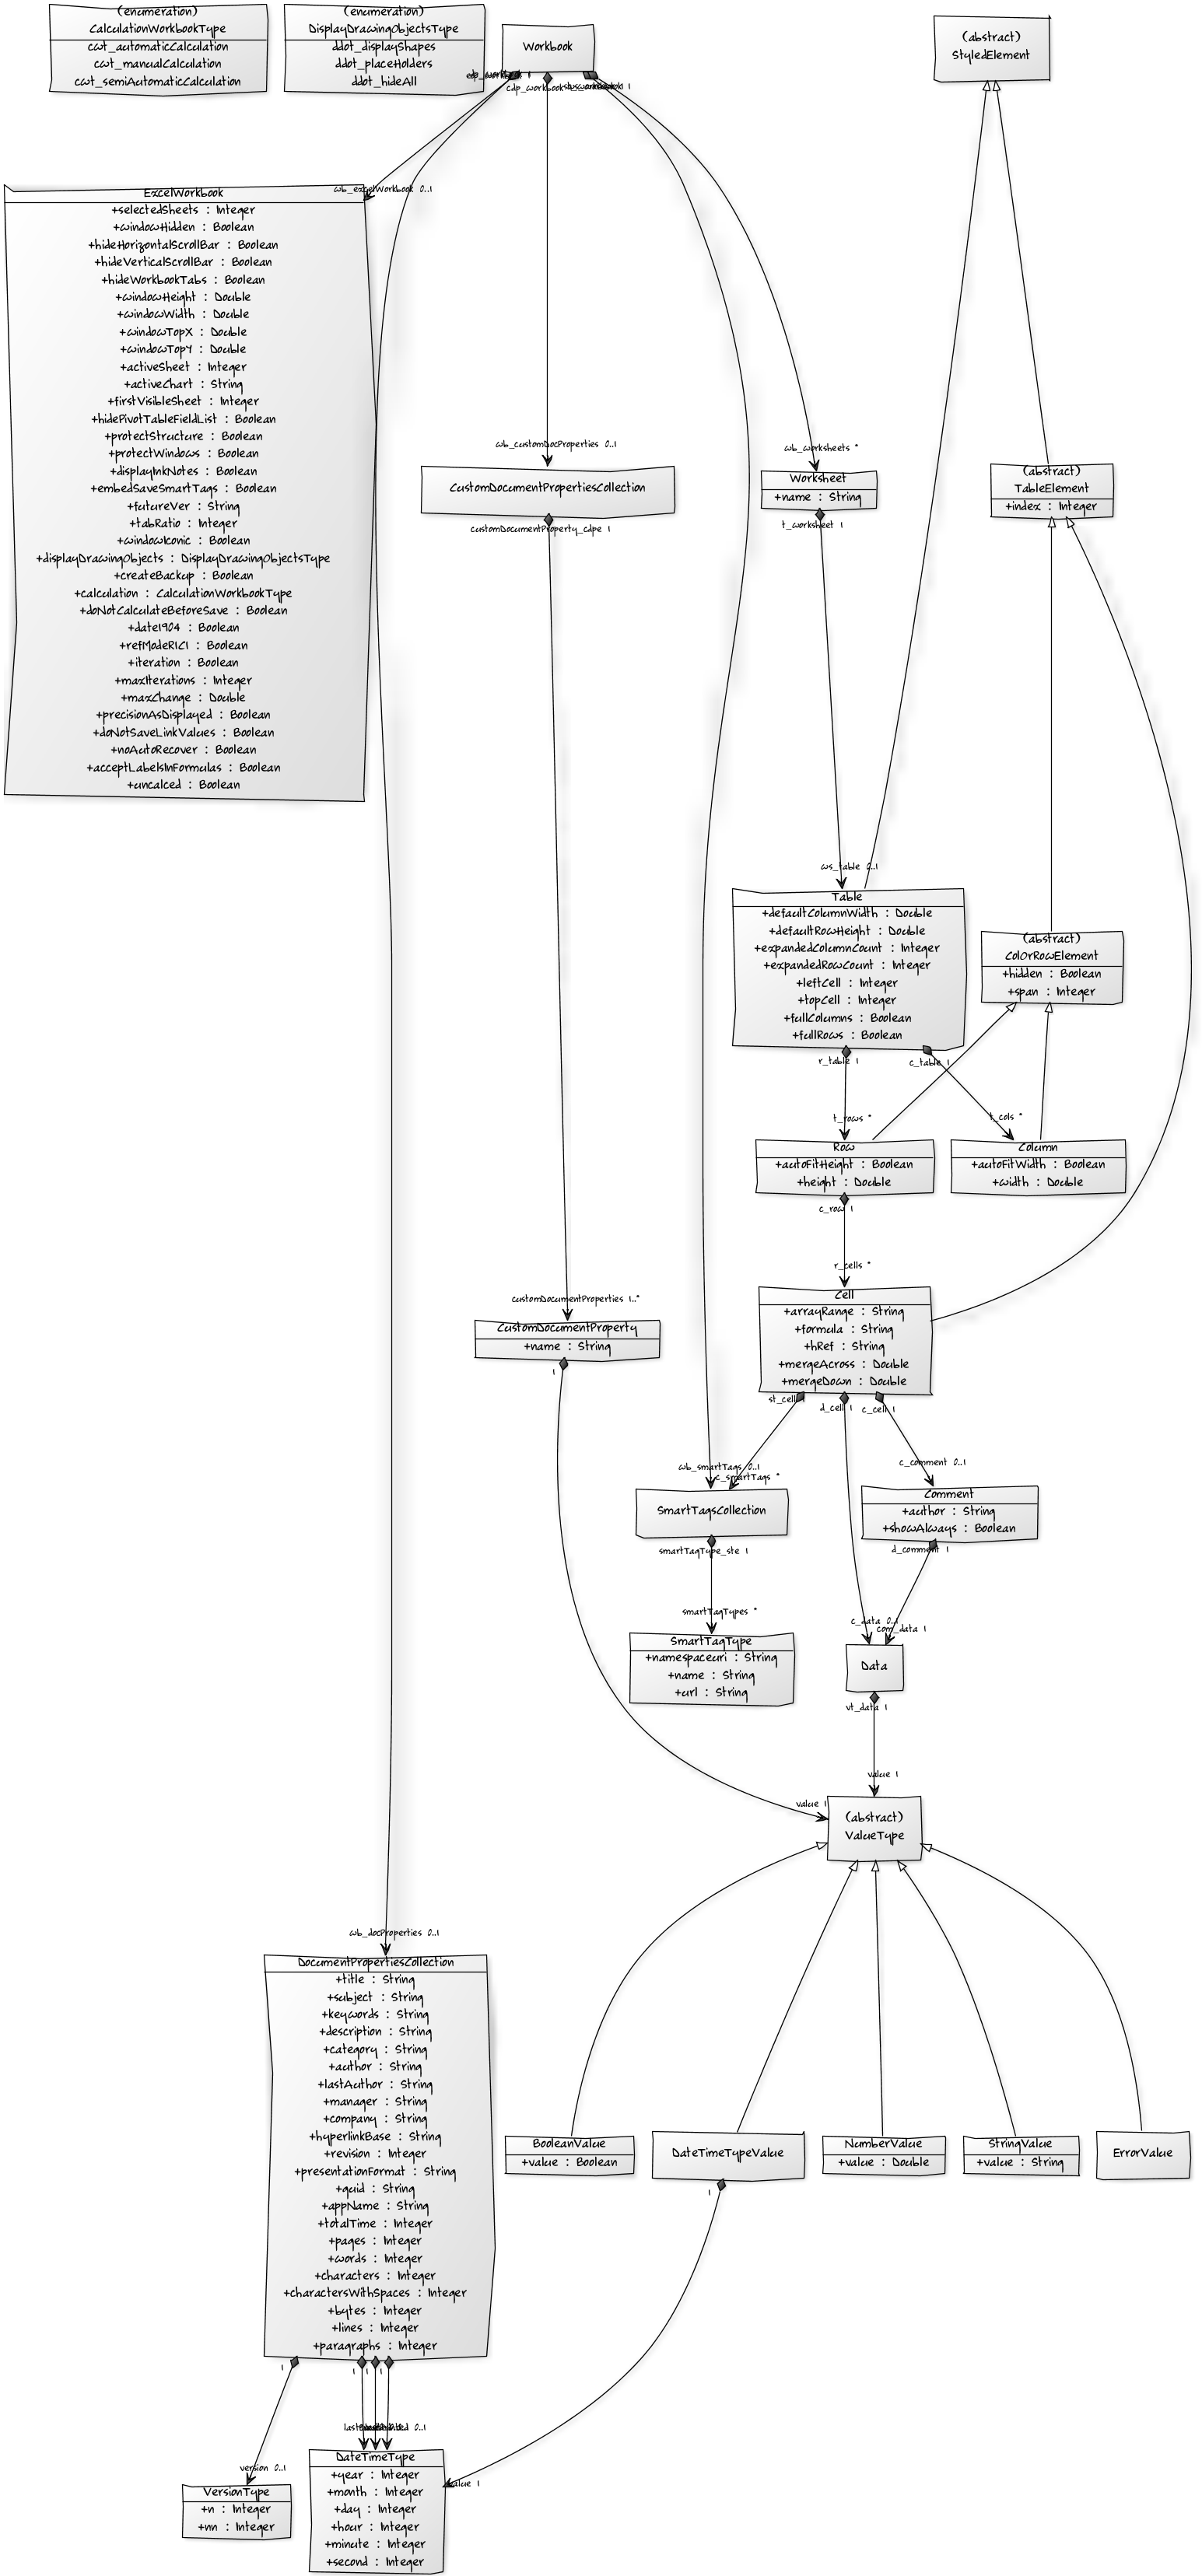 (enumeration)
CalculationWorkbookType
cwt_automaticCalculation
cwt_manualCalculation
cwt_semiAutomaticCalculation
(enumeration)
DisplayDrawingObjectsType
ddot_displayShapes
ddot_placeHolders
ddot_hideAll
Workbook
(abstract)
StyledElement
wb_excelWorkbook 0..1
ExcelWorkbook
+selectedSheets : Integer
+windowHidden : Boolean
+hideHorizontalScrollBar : Boolean
+hideVerticalScrollBar : Boolean
+hideWorkbookTabs : Boolean
+windowHeight : Double
+windowWidth : Double
+windowTopX : Double
+windowTopY : Double
+activeSheet : Integer
+activeChart : String
+firstVisibleSheet : Integer
+hidePivotTableFieldList : Boolean
+protectStructure : Boolean
+protectWindows : Boolean
+displayInkNotes : Boolean
+embedSaveSmartTags : Boolean
+futureVer : String
+tabRatio : Integer
+windowIconic : Boolean
+displayDrawingObjects : DisplayDrawingObjectsType
+createBackup : Boolean
+calculation : CalculationWorkbookType
+doNotCalculateBeforeSave : Boolean
+date1904 : Boolean
+refModeR1C1 : Boolean
+iteration : Boolean
+maxIterations : Integer
+maxChange : Double
+precisionAsDisplayed : Boolean
+doNotSaveLinkValues : Boolean
+noAutoRecover : Boolean
+acceptLabelsInFormulas : Boolean
+uncalced : Boolean
wb_customDocProperties 0..1
CustomDocumentPropertiesCollection
customDocumentProperty_cdpe 1
wb_worksheets *
Worksheet
+name : String
t_worksheet 1
(abstract)
TableElement
+index : Integer
ws_table 0..1
Table
+defaultColumnWidth : Double
+defaultRowHeight : Double
+expandedColumnCount : Integer
+expandedRowCount : Integer
+leftCell : Integer
+topCell : Integer
+fullColumns : Boolean
+fullRows : Boolean
r_table 1
c_table 1
(abstract)
ColOrRowElement
+hidden : Boolean
+span : Integer
t_rows *
t_cols *
Row
+autoFitHeight : Boolean
+height : Double
c_row 1
Column
+autoFitWidth : Boolean
+width : Double
r_cells *
Cell
+arrayRange : String
+formula : String
+hRef : String
+mergeAcross : Double
+mergeDown : Double
st_cell 1
d_cell 1
c_cell 1
customDocumentProperties 1..*
CustomDocumentProperty
+name : String
1
wb_smartTags 0..1
c_smartTags *
SmartTagsCollection
smartTagType_ste 1
c_comment 0..1
Comment
+author : String
+showAlways : Boolean
d_comment 1
smartTagTypes *
SmartTagType
+namespaceuri : String
+name : String
+url : String
c_data 0..1
com_data 1
Data
vt_data 1
value 1
value 1
(abstract)
ValueType
wb_docProperties 0..1
DocumentPropertiesCollection
+title : String
+subject : String
+keywords : String
+description : String
+category : String
+author : String
+lastAuthor : String
+manager : String
+company : String
+hyperlinkBase : String
+revision : Integer
+presentationFormat : String
+guid : String
+appName : String
+totalTime : Integer
+pages : Integer
+words : Integer
+characters : Integer
+charactersWithSpaces : Integer
+bytes : Integer
+lines : Integer
+paragraphs : Integer
BooleanValue
+value : Boolean
DateTimeTypeValue
1
NumberValue
+value : Double
StringValue
+value : String
ErrorValue
1
1
1
1
version 0..1
VersionType
+n : Integer
+nn : Integer
value 1
DateTimeType
+year : Integer
+month : Integer
+day : Integer
+hour : Integer
+minute : Integer
+second : Integer